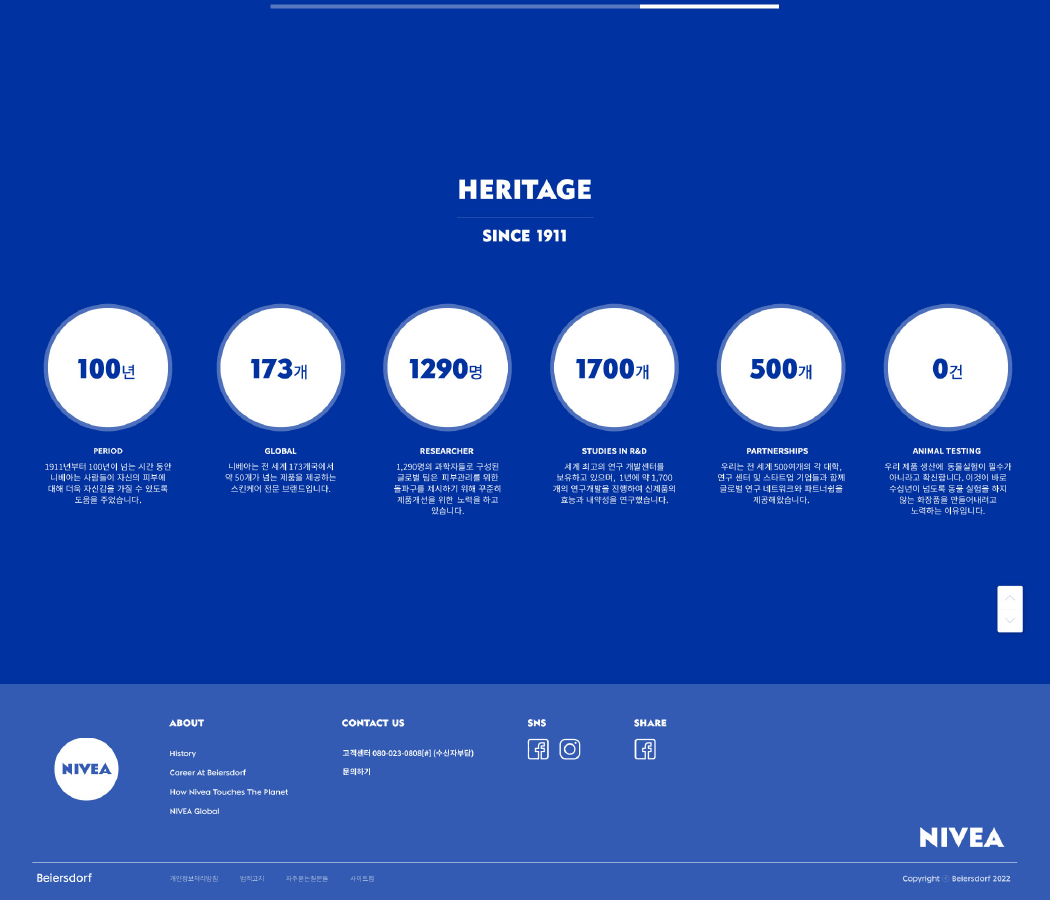 HERITAGE
SINCE 1911
100년
173개
1290명
1700개
500개
0건
PERIOD
1911년부터 100년이 넘는 시간 동안
니베아는 사람들이 자신의 피부에
대해 더욱 자신감을 가질 수 있도록
도움을 주었습니다.
GLOBAL
니베아는 전 세계 173개국에서
약 50개가 넘는 제품을 제공하는
스킨케어 전문 브랜드입니다.
RESEARCHER
1,290명의 과학자들로 구성된
글로벌 팀은 피부관리를 위한
돌파구를 제시하기 위해 꾸준히
제품개선을 위한 노력을 하고
있습니다.
STUDIES IN R&D
세계 최고의 연구 개발센터를
보유하고 있으며, 1년에 약 1,700
개의 연구개발을 진행하여 신제품의
효능과 내약성을 연구했습니다.
PARTNERSHIPS
우리는 전 세계 500여개의 각 대학,
연구 센터 및 스타트업 기업들과 함께
글로벌 연구 네트워크와 파트너쉽을
체결해왔습니다.
ANIMAL TESTING
우리 제품 생산에 동물실험이 필수가
아니라고 확신합니다. 이것이 바로
수십년이 넘도록 동물 실험을 하지
않는 화장품을 만들어내려고
노력하는 이유입니다.
ABOUT
History
Career At Beiersdorf
How Nivea Touches The Planet
NIVEA Global
CONTACT US
고객센터 080-023-0808[#] (수신자부담)
문의하기
SNS
SHARE
NIVEA
NIVEA
Beiersdorf
개인정보처리방침
법적고지
자주묻는질문들
사이트맵
Copyright ⓒ Beiersdorf 2022